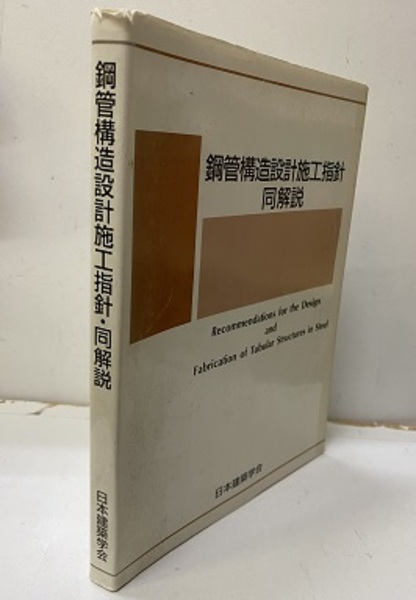 鋼管構造設計施工指針・同解説
日本建築学会
鋼管構造設計施工指針
同解説
Recommendations for the Design
and
Fabrication of Tubular Structures in Steel
日本建築学会